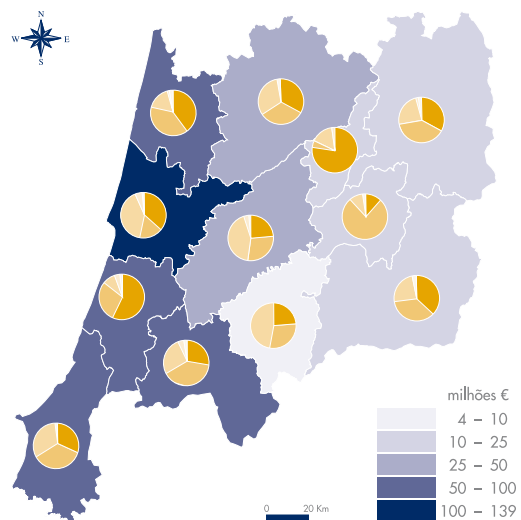 N
W E
S
milhões €
4 – 10
10 – 25
25 – 50
50 – 100
100 – 139
0 20 Km